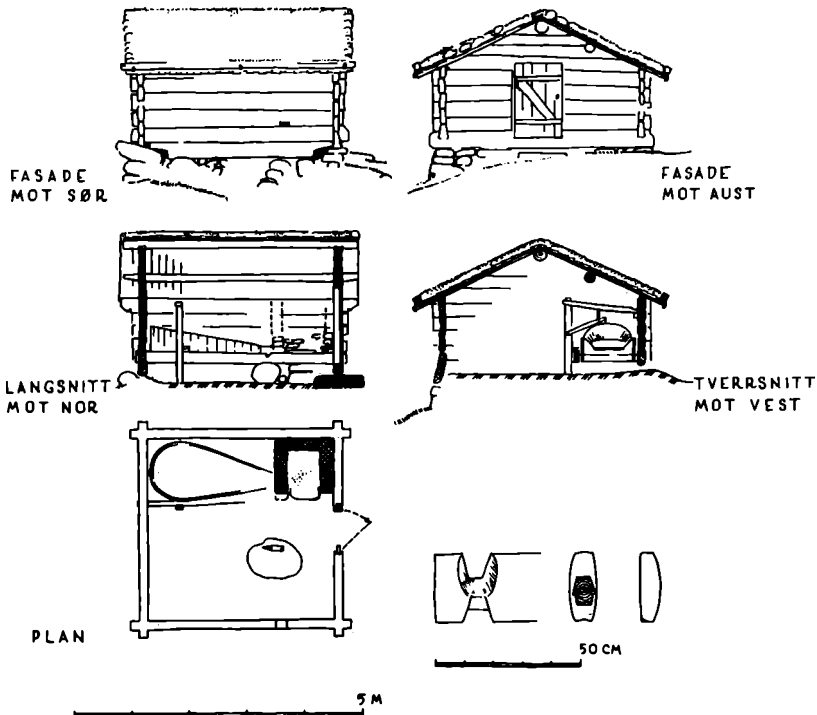 FASADE
MOT SØR
FASADE
MOT AUST
LANGSNITT
MOT NOR
TVERRSNITT
MOT VEST
PLAN
50 CM
5 M